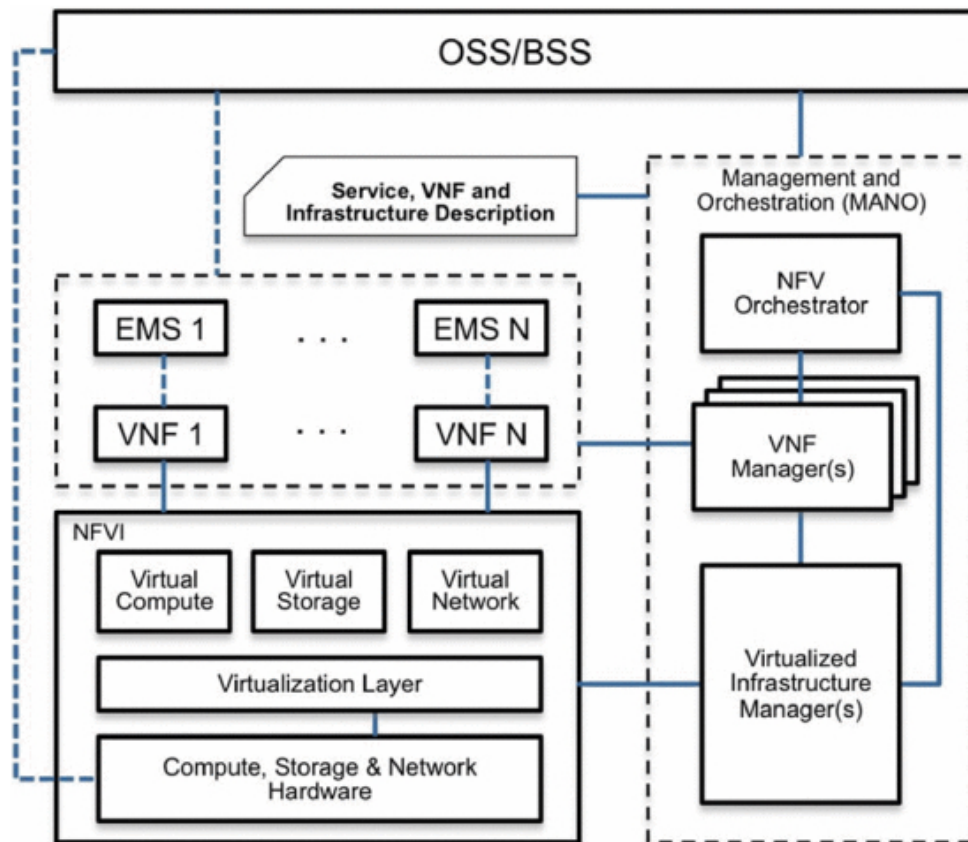 OSS/BSS
Service, VNF and
Infrastructure Description
Management and
Orchestration (MANO)
NFV
Orchestrator
EMS 1
. . .
EMS N
VNF 1
. . .
VNF N
VNF
Manager(s)
NFVI
Virtual
Compute
Virtual
Storage
Virtual
Network
Virtualization Layer
Compute, Storage & Network
Hardware
Virtualized
Infrastructure
Manager(s)